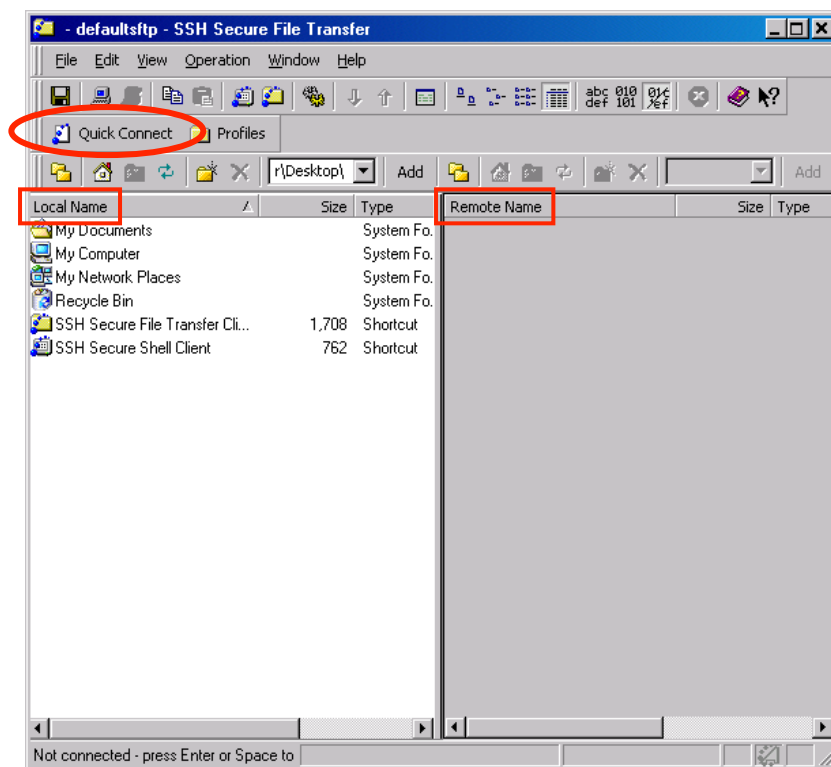 - defaultsftp - SSH Secure File Transfer
File Edit View Operation Window Help
abc def 010 101
Quick Connect Profiles
r\Desktop\ Add Add
Local Name Size Type Remote Name Size Type
My Documents System Fo.
My Computer System Fo.
My Network Places System Fo.
Recycle Bin System Fo.
SSH Secure File Transfer Cli... 1,708 Shortcut
SSH Secure Shell Client 762 Shortcut
Not connected - press Enter or Space to